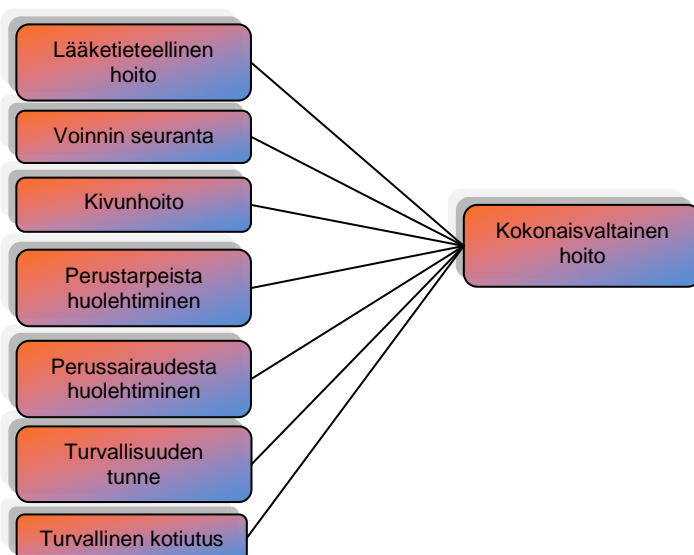 Lääketieteellinen
hoito
Voinnin seuranta
Kivunhoito
Perustarpeista
huolehtiminen
Perussairaudesta
huolehtiminen
Turvallisuuden
tunne
Turvallinen kotiutus
Kokonaisvaltainen
hoito